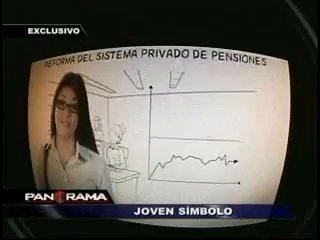 EXCLUSIVO
REFORMA DEL SISTEMA PRIVADO DE PENSIONES
PANORAMA
JOVEN SÍMBOLO